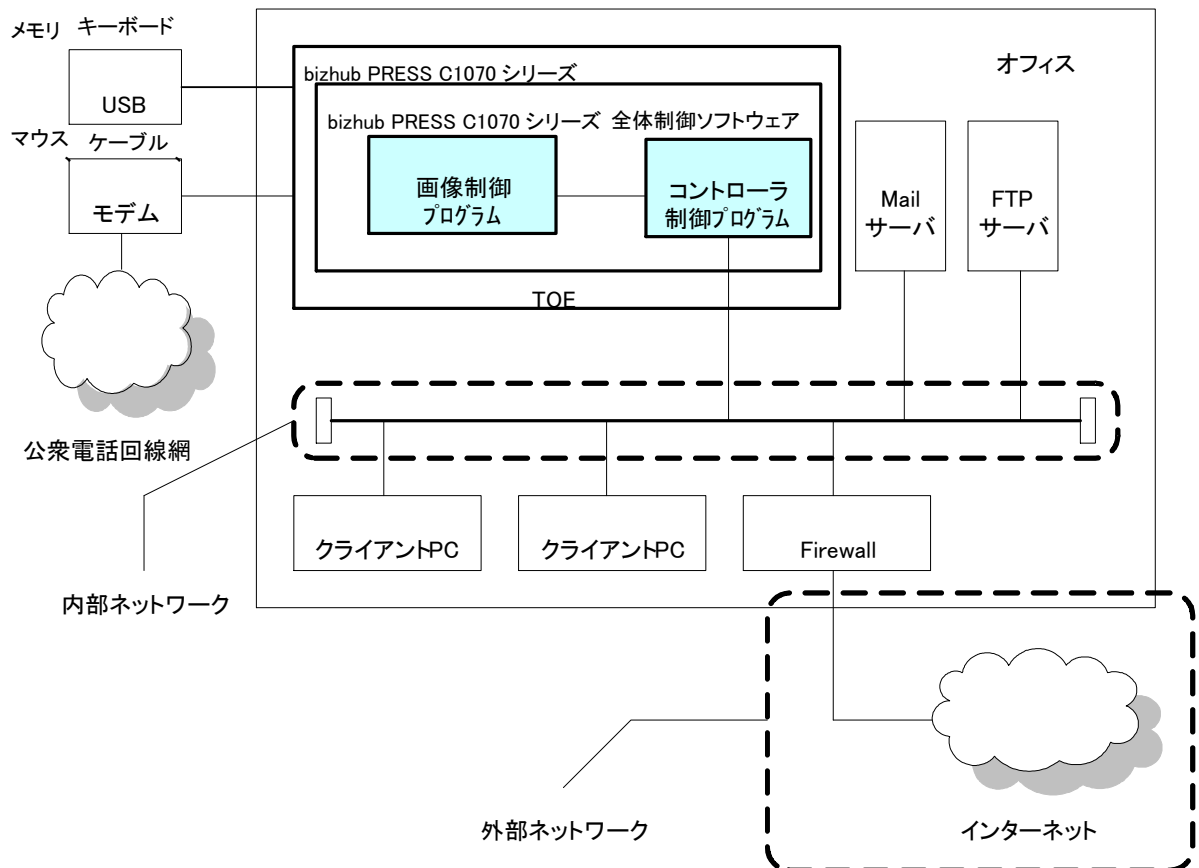 メモリ キーボード
USB
マウス ケーブル
モデム
公衆電話回線網
内部ネットワーク
オフィス
bizhub PRESS C1070 シリーズ
bizhub PRESS C1070 シリーズ 全体制御ソフトウェア
画像制御
プログラム
コントローラ
制御プログラム
TOE
Mail
サーバ
FTP
サーバ
クライアントPC
クライアントPC
Firewall
外部ネットワーク
インターネット